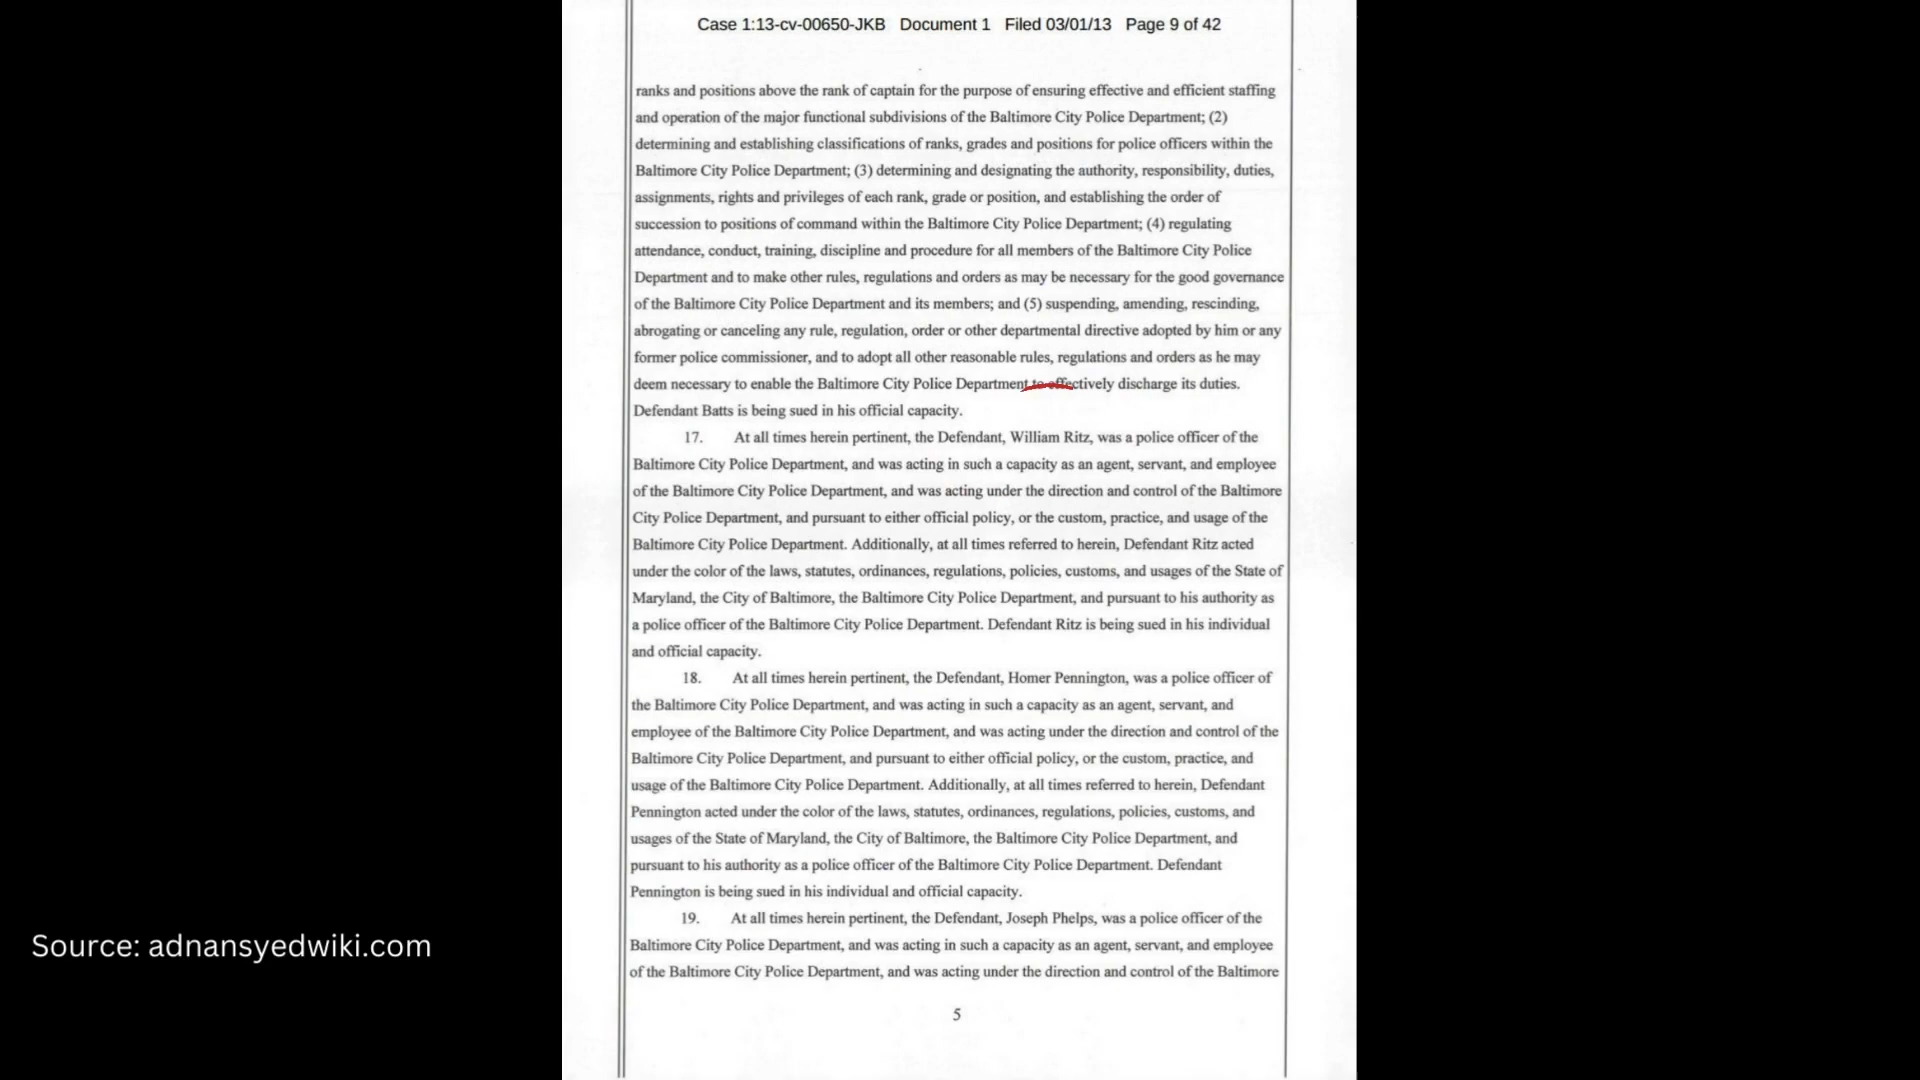 Case 1:13-cv-00650-JKB Document 1 Filed 03/01/13 Page 9 of 42
ranks and positions above the rank of captain for the purpose of ensuring effective and efficient staffing
and operation of the major functional subdivisions of the Baltimore City Police Department; (2)
determining and establishing classifications of ranks, grades and positions for police officers within the
Baltimore City Police Department; (3) determining and designating the authority, responsibility, duties,
assignments, rights and privileges of each rank, grade or position, and establishing the order of
succession to positions of command within the Baltimore City Police Department; (4) regulating
attendance, conduct, training, discipline and procedure for all members of the Baltimore City Police
Department and to make other rules, regulations and orders as may be necessary for the good governance
of the Baltimore City Police Department and its members; and (5) suspending, amending, rescinding,
abrogating or canceling any rule, regulation, order or other departmental directive adopted by him or any
former police commissioner, and to adopt all other reasonable rules, regulations and orders as he may
deem necessary to enable the Baltimore City Police Department to effectively discharge its duties.
Defendant Batts is being sued in his official capacity.
17. At all times herein pertinent, the Defendant, William Ritz, was a police officer of the
Baltimore City Police Department, and was acting in such a capacity as an agent, servant, and employee
of the Baltimore City Police Department, and was acting under the direction and control of the Baltimore
City Police Department, and pursuant to either official policy, or the custom, practice, and usage of the
Baltimore City Police Department. Additionally, at all times referred to herein, Defendant Ritz acted
under the color of the laws, statutes, ordinances, regulations, policies, customs, and usages of the State of
Maryland, the City of Baltimore, the Baltimore City Police Department, and pursuant to his authority as
a police officer of the Baltimore City Police Department. Defendant Ritz is being sued in his individual
and official capacity.
18. At all times herein pertinent, the Defendant, Homer Pennington, was a police officer of
the Baltimore City Police Department, and was acting in such a capacity as an agent, servant, and
employee of the Baltimore City Police Department, and was acting under the direction and control of the
Baltimore City Police Department, and pursuant to either official policy, or the custom, practice, and
usage of the Baltimore City Police Department. Additionally, at all times referred to herein, Defendant
Pennington acted under the color of the laws, statutes, ordinances, regulations, policies, customs, and
usages of the State of Maryland, the City of Baltimore, the Baltimore City Police Department, and
pursuant to his authority as a police officer of the Baltimore City Police Department. Defendant
Pennington is being sued in his individual and official capacity.
19. At all times herein pertinent, the Defendant, Joseph Phelps, was a police officer of the
Baltimore City Police Department, and was acting in such a capacity as an agent, servant, and employee
of the Baltimore City Police Department, and was acting under the direction and control of the Baltimore
5
Source: adnansyedwiki.com